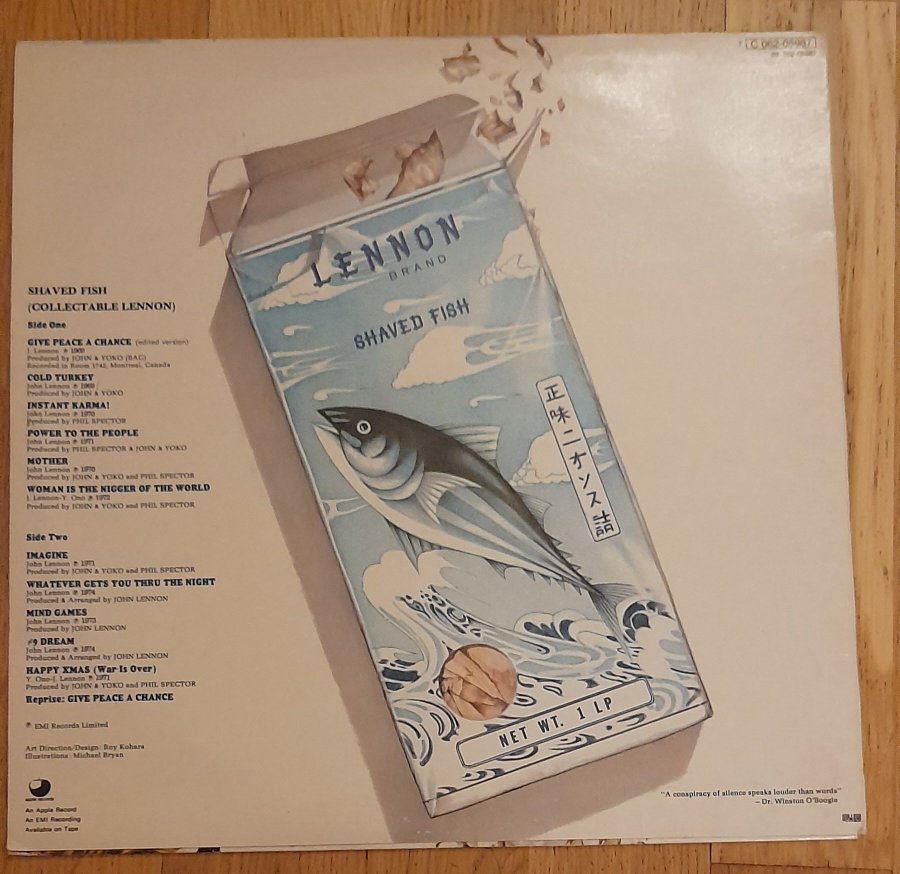 1 C 062-05987
LENNON
BRAND
SHAVED FISH
正味二オンス詰
NET WT. 1 LP
SHAVED FISH
(COLLECTABLE LENNON)
Side One
GIVE PEACE A CHANCE (edited version)
J. Lennon ℗ 1969
Produced by JOHN & YOKO (BAG)
Recorded in Room 1742, Montreal, Canada
COLD TURKEY
John Lennon ℗ 1969
Produced by JOHN & YOKO
INSTANT KARMA!
John Lennon ℗ 1970
Produced by PHIL SPECTOR
POWER TO THE PEOPLE
John Lennon ℗ 1971
Produced by PHIL SPECTOR & JOHN & YOKO
MOTHER
John Lennon ℗ 1970
Produced by JOHN & YOKO and PHIL SPECTOR
WOMAN IS THE NIGGER OF THE WORLD
J. Lennon-Y. Ono ℗ 1972
Produced by JOHN & YOKO and PHIL SPECTOR
Side Two
IMAGINE
John Lennon ℗ 1971
Produced by JOHN & YOKO and PHIL SPECTOR
WHATEVER GETS YOU THRU THE NIGHT
John Lennon ℗ 1974
Produced & Arranged by JOHN LENNON
MIND GAMES
John Lennon ℗ 1973
Produced by JOHN LENNON
#9 DREAM
John Lennon ℗ 1974
Produced & Arranged by JOHN LENNON
HAPPY XMAS (War Is Over)
Y. Ono-J. Lennon ℗ 1971
Produced by JOHN & YOKO and PHIL SPECTOR
Reprise: GIVE PEACE A CHANCE
℗ EMI Records Limited
Art Direction/Design: Roy Kohara
Illustrations: Michael Bryan
apple records
An Apple Record
An EMI Recording
Available on Tape
"A conspiracy of silence speaks louder than words"
– Dr. Winston O'Boogie